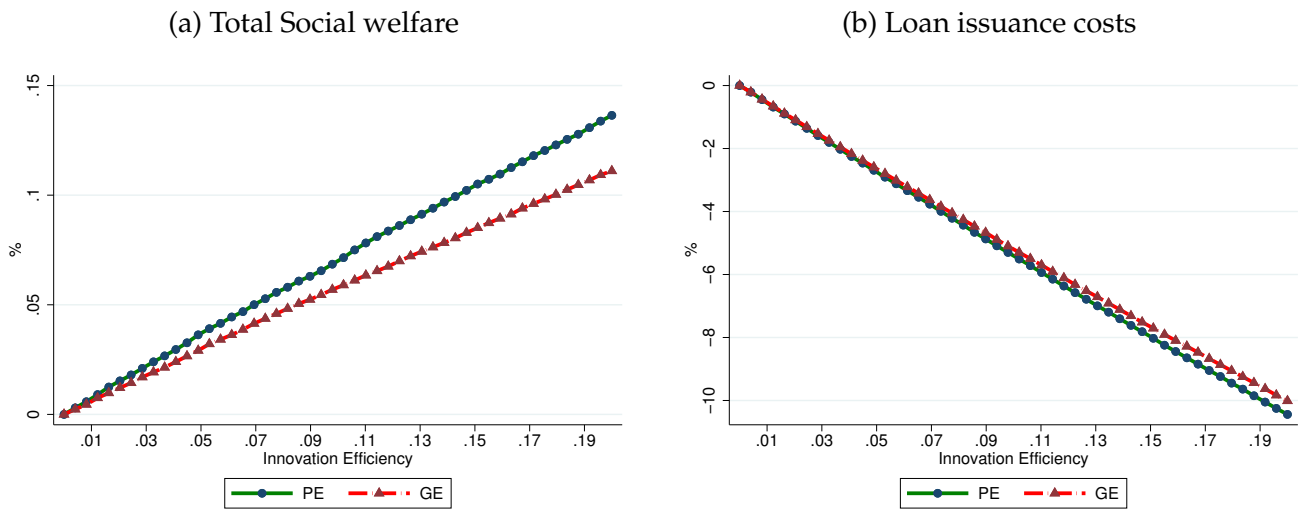 (a) Total Social welfare
.15
.1
.05
0
%
.01 .03 .05 .07 .09 .11 .13 .15 .17 .19
Innovation Efficiency
PE GE
(b) Loan issuance costs
0
−2
−4
−6
−8
−10
%
.01 .03 .05 .07 .09 .11 .13 .15 .17 .19
Innovation Efficiency
PE GE